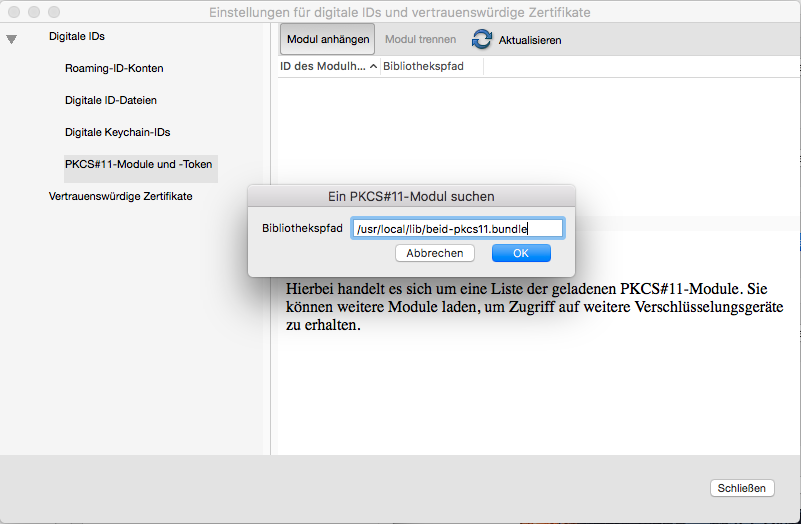 Einstellungen für digitale IDs und vertrauenswürdige Zertifikate
Digitale IDs
Roaming-ID-Konten
Digitale ID-Dateien
Digitale Keychain-IDs
PKCS#11-Module und -Token
Vertrauenswürdige Zertifikate
Modul anhängen Modul trennen Aktualisieren
ID des Modulh... Bibliothekspfad
Ein PKCS#11-Modul suchen
Bibliothekspfad /usr/local/lib/beid-pkcs11.bundle
Abbrechen OK
Hierbei handelt es sich um eine Liste der geladenen PKCS#11-Module. Sie
können weitere Module laden, um Zugriff auf weitere Verschlüsselungsgeräte
zu erhalten.
Schließen